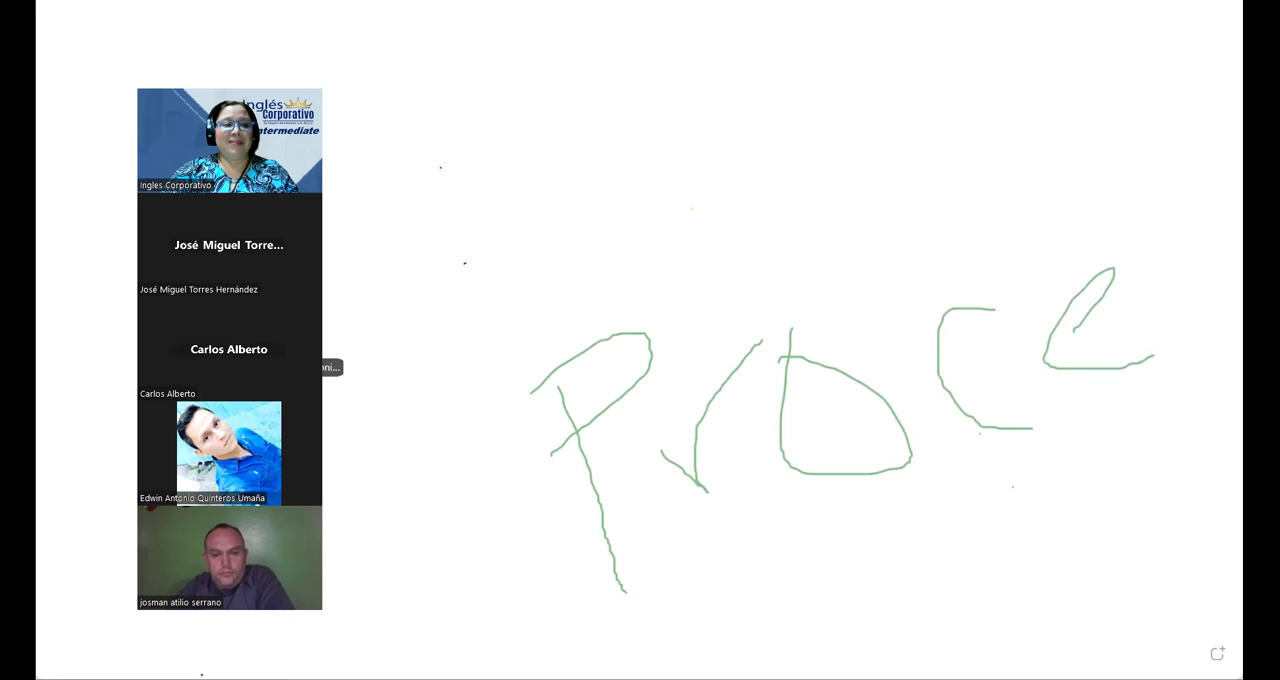 Inglés
Corporativo
Intermediate
Ingles Corporativo
José Miguel Torre...
José Miguel Torres Hernández
Carlos Alberto
oni...
Carlos Alberto
Edwin Antonio Quinteros Umaña
josman atilio serrano
Proce